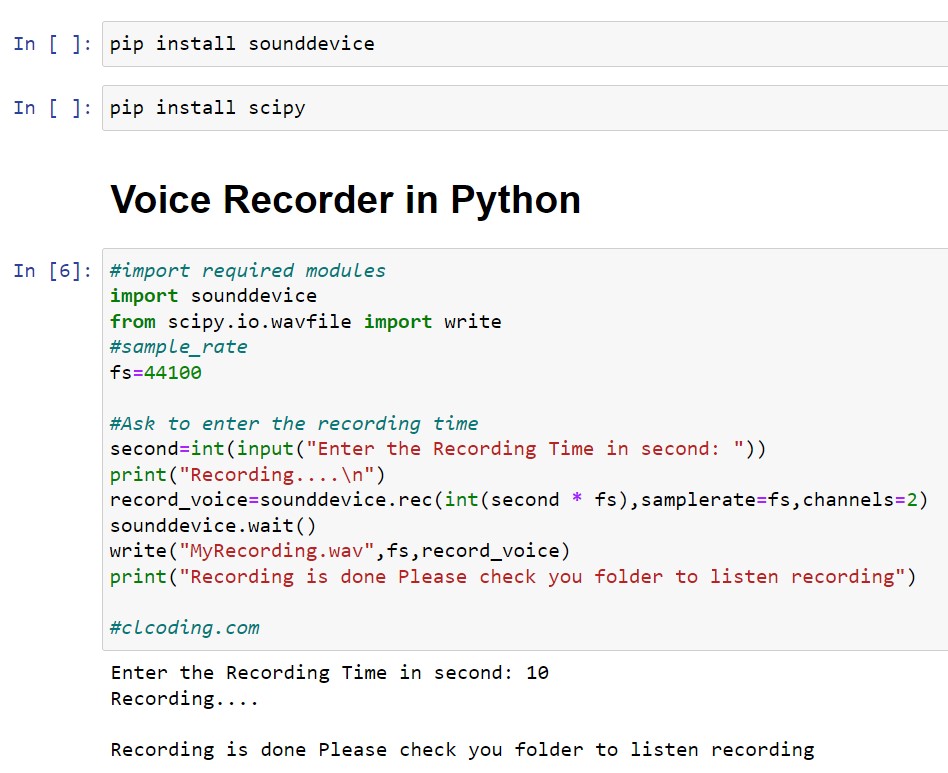 In [ ]: pip install sounddevice
In [ ]: pip install scipy
Voice Recorder in Python
In [6]: #import required modules
import sounddevice
from scipy.io.wavfile import write
#sample_rate
fs=44100
#Ask to enter the recording time
second=int(input("Enter the Recording Time in second: "))
print("Recording....\n")
record_voice=sounddevice.rec(int(second * fs),samplerate=fs,channels=2)
sounddevice.wait()
write("MyRecording.wav",fs,record_voice)
print("Recording is done Please check you folder to listen recording")
#clcoding.com
Enter the Recording Time in second: 10
Recording....
Recording is done Please check you folder to listen recording